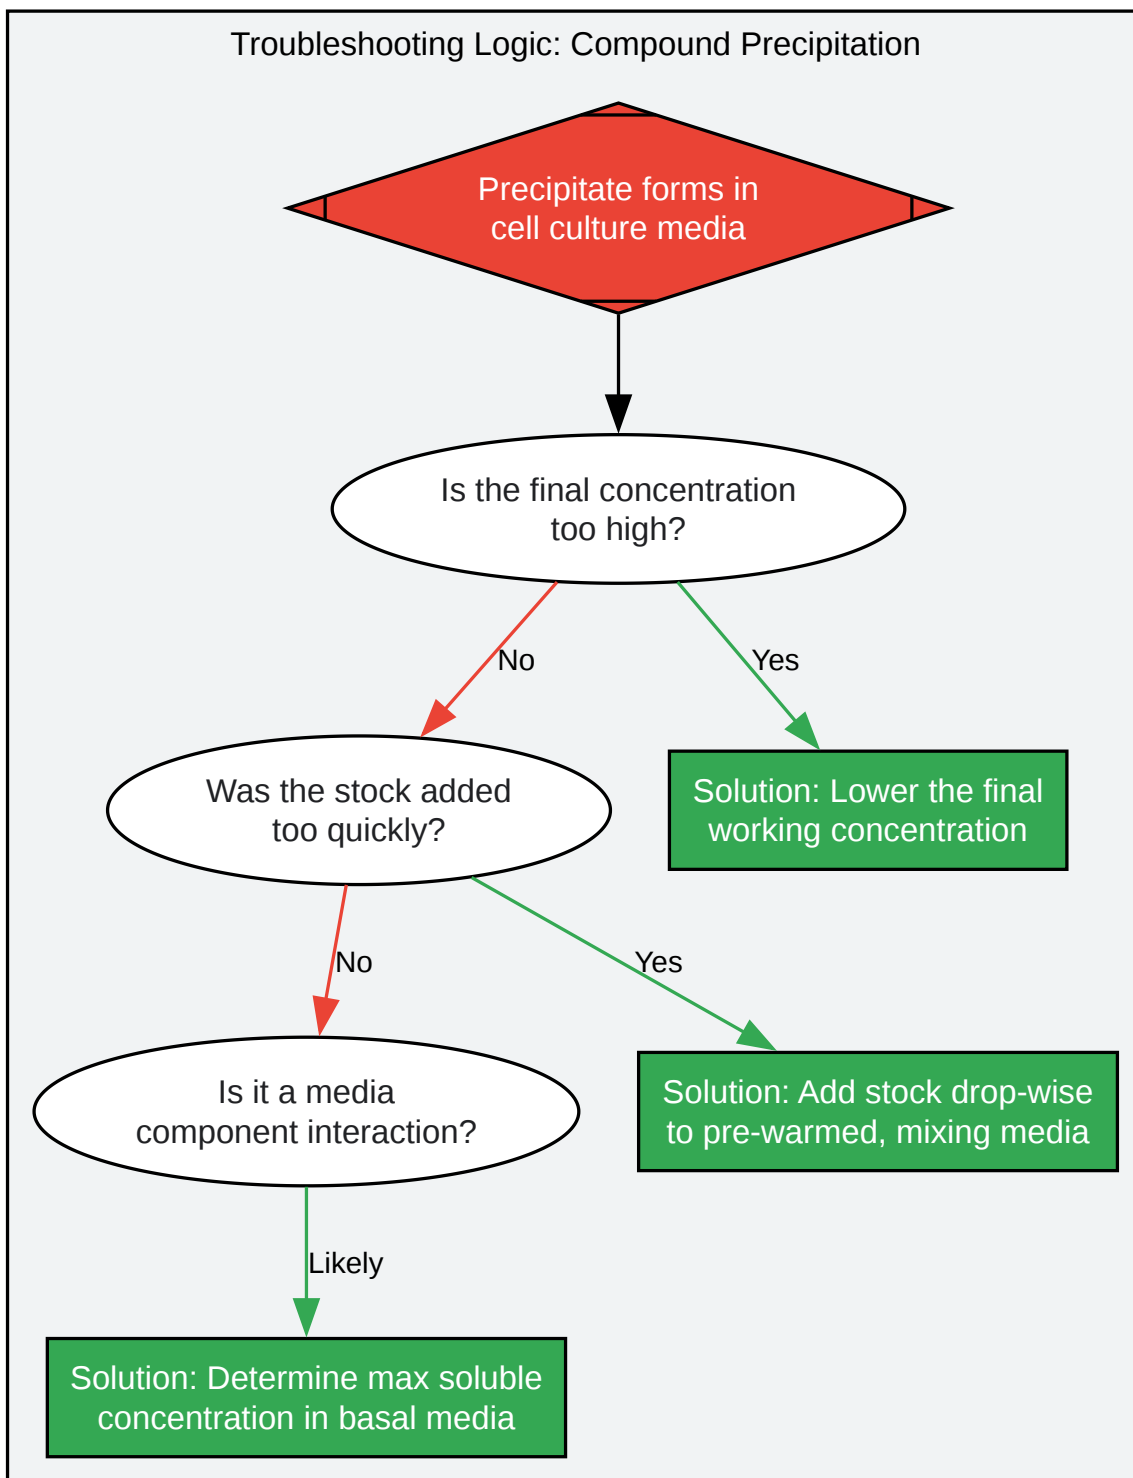 Troubleshooting Logic: Compound Precipitation
Precipitate forms in
cell culture media
Is the final concentration
too high?
No
Yes
Was the stock added
too quickly?
Solution: Lower the final
working concentration
No
Yes
Is it a media
component interaction?
Solution: Add stock drop-wise
to pre-warmed, mixing media
Likely
Solution: Determine max soluble
concentration in basal media